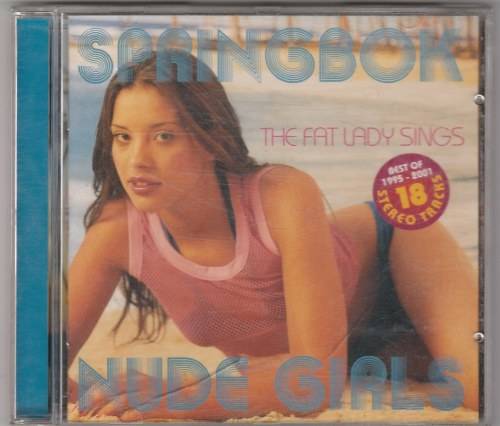 SPRINGBOK
THE FAT LADY SINGS
BEST OF
1995 - 2001
18
STEREO TRACKS
NUDE GIRLS